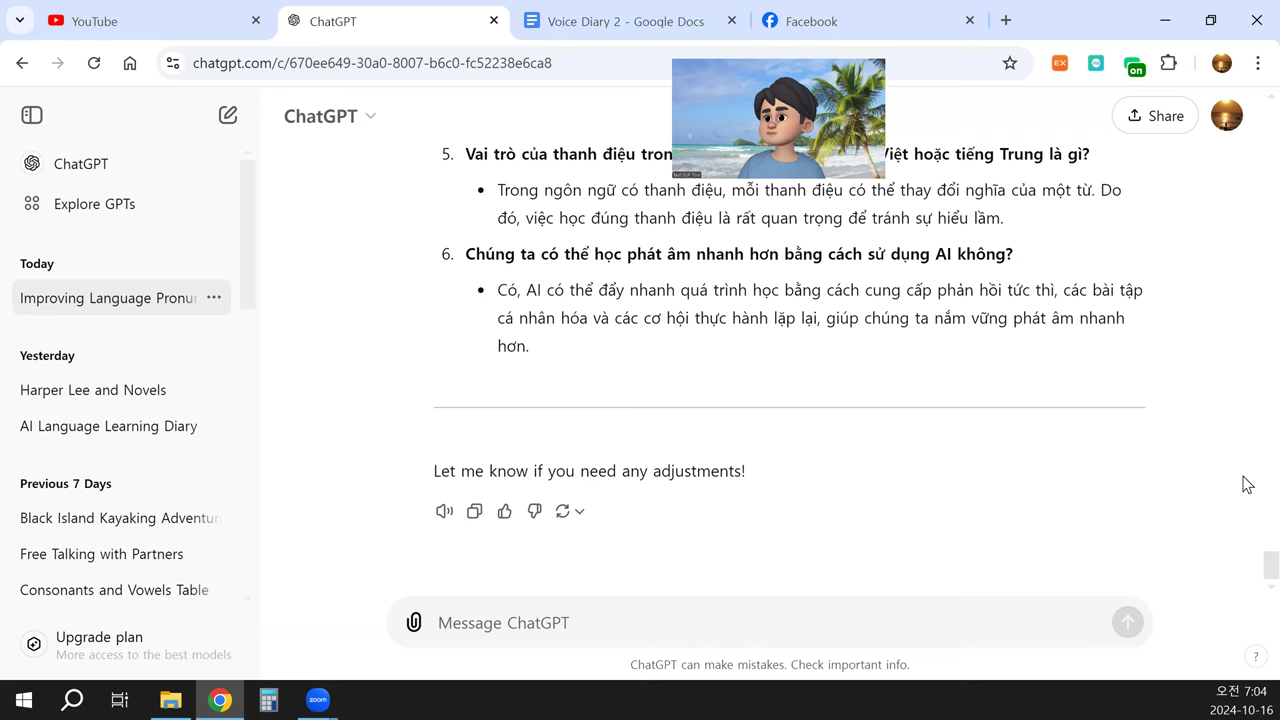 YouTube
ChatGPT
Voice Diary 2 - Google Docs
Facebook
chatgpt.com/c/670ee649-30a0-8007-b6c0-fc52238e6ca8
EX
on
ChatGPT
Share
ChatGPT
Explore GPTs
Today
Improving Language Pronu
Yesterday
Harper Lee and Novels
AI Language Learning Diary
Previous 7 Days
Black Island Kayaking Adventur
Free Talking with Partners
Consonants and Vowels Table
Upgrade plan
More access to the best models
5. Vai trò của thanh điệu tron Việt hoặc tiếng Trung là gì?
Trong ngôn ngữ có thanh điệu, mỗi thanh điệu có thể thay đổi nghĩa của một từ. Do
đó, việc học đúng thanh điệu là rất quan trọng để tránh sự hiểu lầm.
6. Chúng ta có thể học phát âm nhanh hơn bằng cách sử dụng AI không?
Có, AI có thể đẩy nhanh quá trình học bằng cách cung cấp phản hồi tức thì, các bài tập
cá nhân hóa và các cơ hội thực hành lặp lại, giúp chúng ta nắm vững phát âm nhanh
hơn.
Let me know if you need any adjustments!
Message ChatGPT
ChatGPT can make mistakes. Check important info.
?
zoom
오전 7:04
2024-10-16